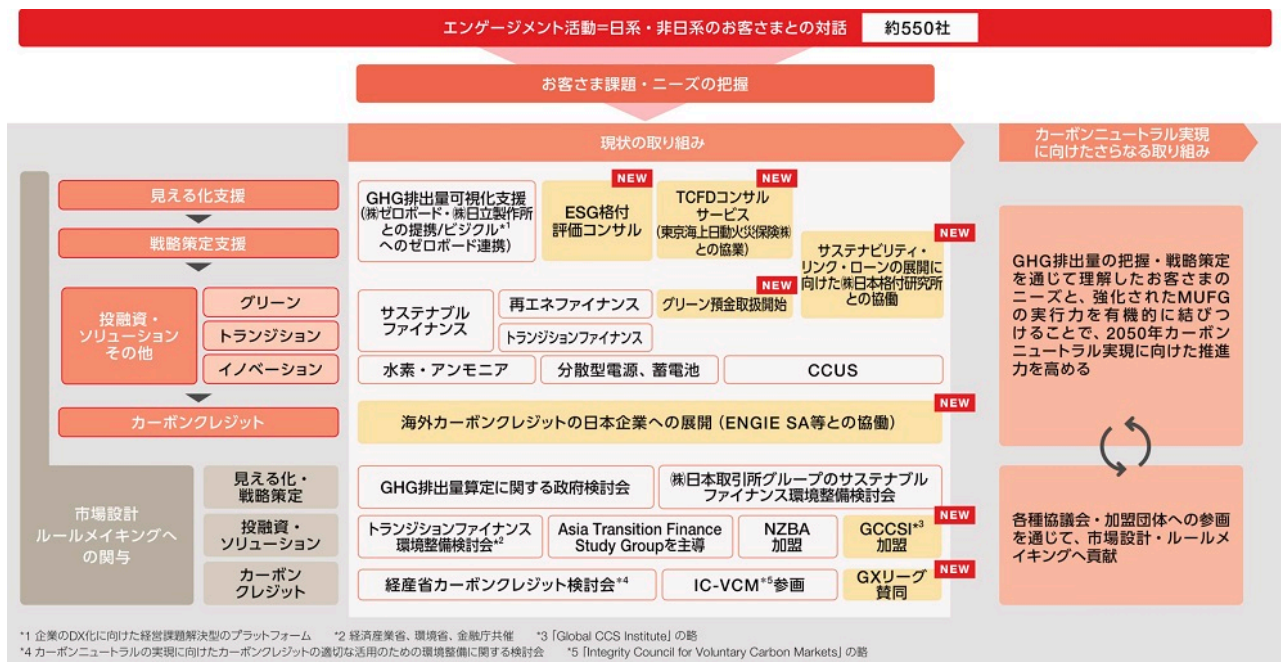 エンゲージメント活動=日系・非日系のお客さまとの対話
約550社
お客さま課題・ニーズの把握
現状の取り組み
カーボンニュートラル実現
に向けたさらなる取り組み
見える化支援
戦略策定支援
投融資・
ソリューション
その他
グリーン
トランジション
イノベーション
カーボンクレジット
GHG排出量可視化支援
(㈱ゼロボード・㈱日立製作所
との提携/ビジクル*1
へのゼロボード連携)
NEW
ESG格付
評価コンサル
NEW
TCFDコンサル
サービス
(東京海上日動火災保険㈱
との協業)
NEW
サステナビリティ・
リンク・ローンの展開に
向けた㈱日本格付研究所
との協働
サステナブル
ファイナンス
再エネファイナンス
トランジションファイナンス
NEW
グリーン預金取扱開始
水素・アンモニア
分散型電源、蓄電池
CCUS
NEW
海外カーボンクレジットの日本企業への展開(ENGIE SA等との協働)
GHG排出量の把握・戦略策定
を通じて理解したお客さまの
ニーズと、強化されたMUFG
の実行力を有機的に結びつ
けることで、2050年カーボン
ニュートラル実現に向けた推進
力を高める
市場設計
ルールメイキングへ
の関与
見える化・
戦略策定
投融資・
ソリューション
カーボン
クレジット
GHG排出量算定に関する政府検討会
㈱日本取引所グループのサステナブル
ファイナンス環境整備検討会
トランジションファイナンス
環境整備検討会*2
Asia Transition Finance
Study Groupを主導
NZBA
加盟
NEW
GCCSI*3
加盟
経産省カーボンクレジット検討会*4
IC-VCM*5参画
NEW
GXリーグ
賛同
各種協議会・加盟団体への参画
を通じて、市場設計・ルールメ
イキングへ貢献
*1 企業のDX化に向けた経営課題解決型のプラットフォーム *2 経済産業省、環境省、金融庁共催 *3「Global CCS Institute」の略
*4 カーボンニュートラルの実現に向けたカーボンクレジットの適切な活用のための環境整備に関する検討会 *5「Integrity Council for Voluntary Carbon Markets」の略